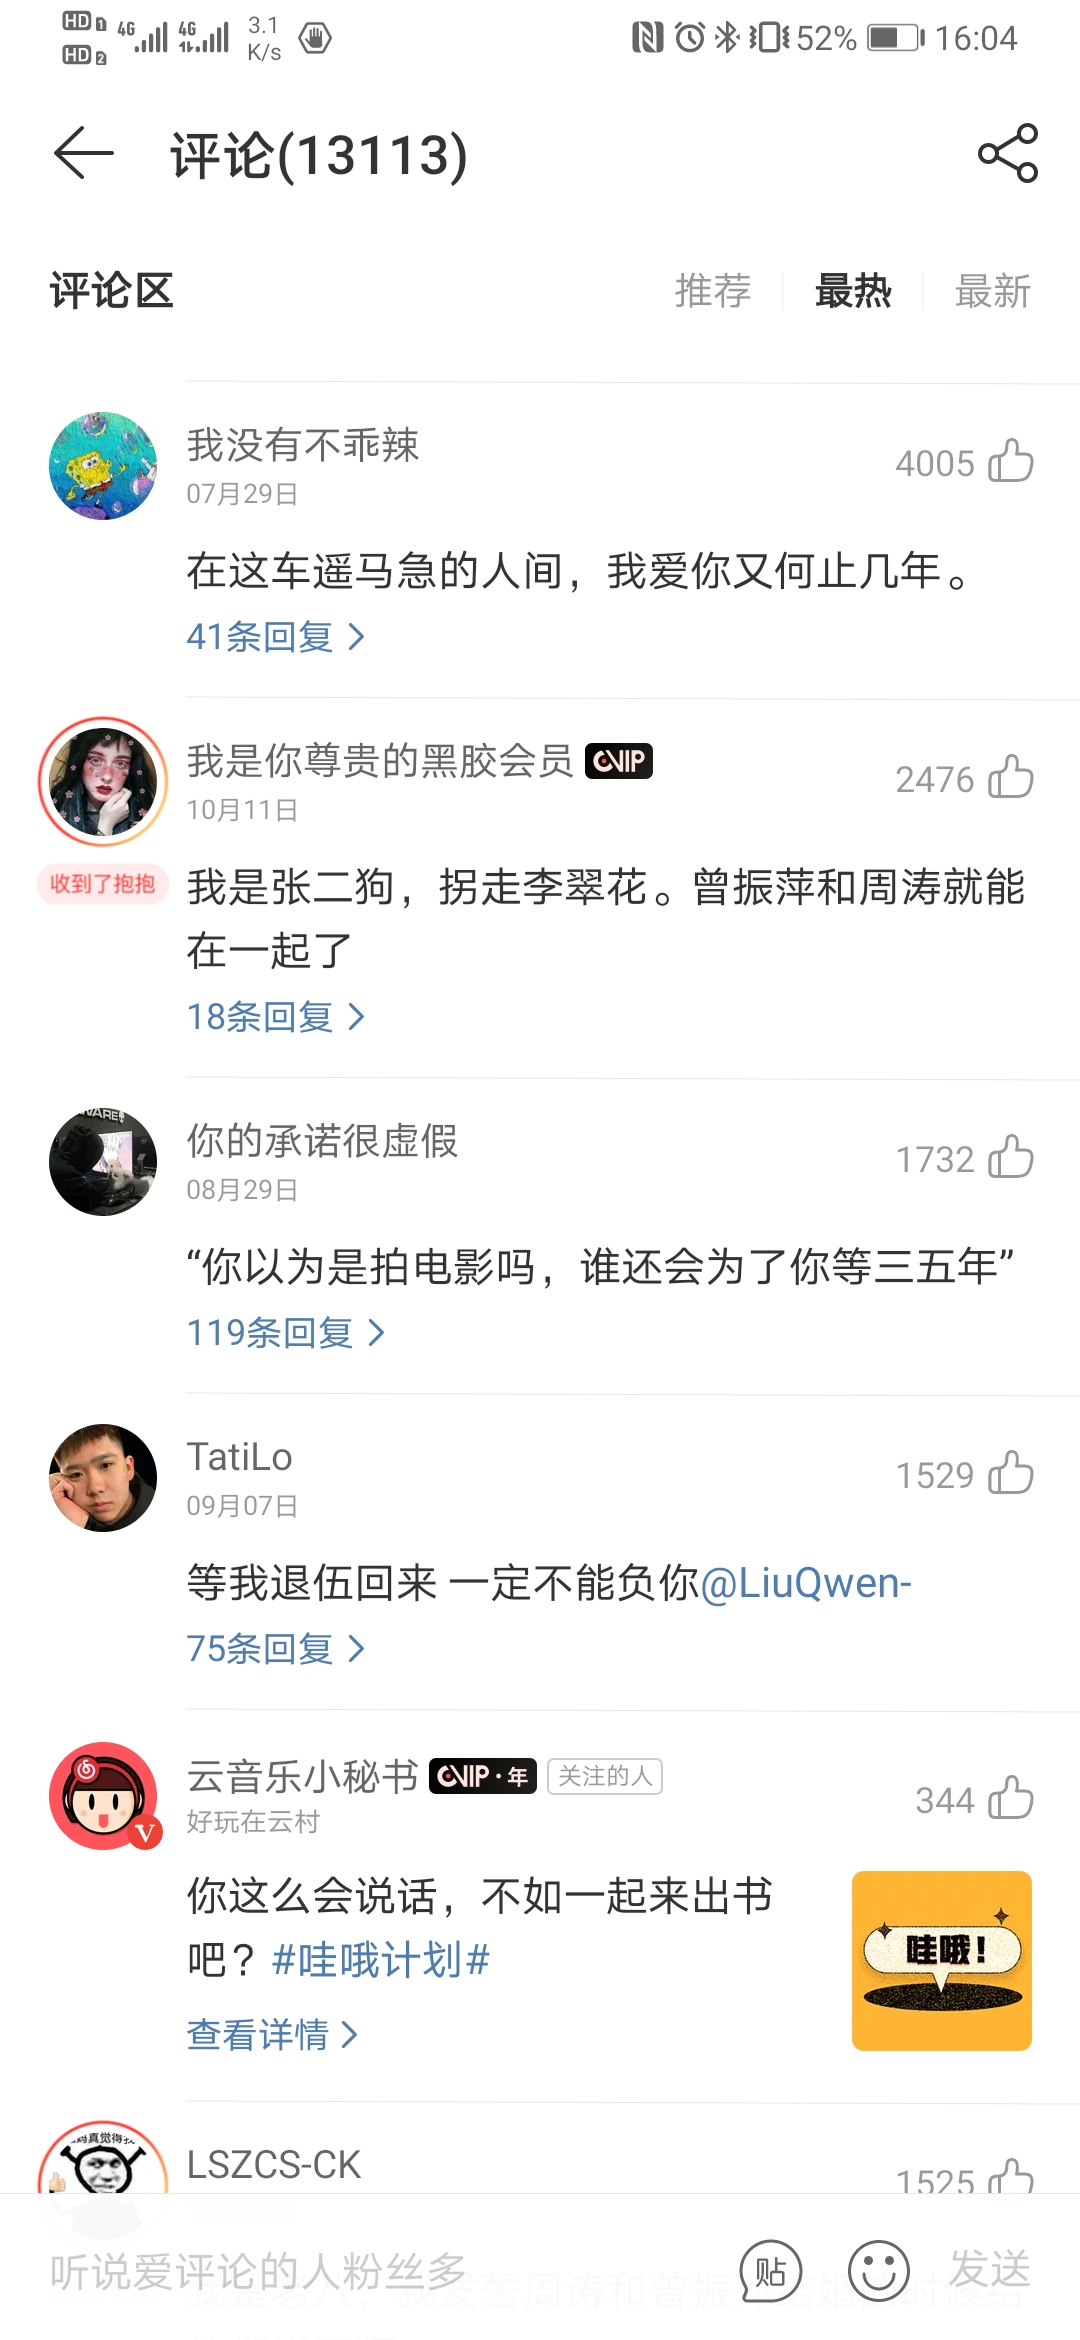 HD 1 4G 4G 3.1 52% 16:04
HD 2 K/s
评论(13113)
评论区 推荐 最热 最新
我没有不乖辣
07月29日
4005
在这车遥马急的人间，我爱你又何止几年。
41条回复
我是你尊贵的黑胶会员 VIP
10月11日
2476
收到了抱抱
我是张二狗，拐走李翠花。曾振萍和周涛就能
在一起了
18条回复
你的承诺很虚假
08月29日
1732
“你以为是拍电影吗，谁还会为了你等三五年”
119条回复
TatiLo
09月07日
1529
等我退伍回来 一定不能负你@LiuQwen-
75条回复
云音乐小秘书 VIP·年 关注的人
好玩在云村
344
V
你这么会说话，不如一起来出书
吧？#哇哦计划#
哇哦！
查看详情
LSZCS-CK
1525
听说爱评论的人粉丝多 贴 发送